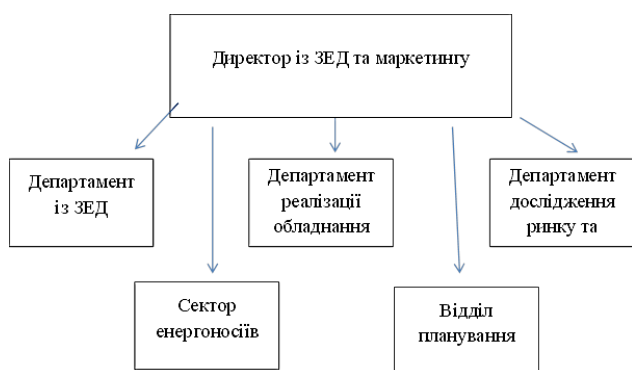 Директор із ЗЕД та маркетингу
Департамент
із ЗЕД
Департамент
реалізації
обладнання
Департамент
дослідження
ринку та
Сектор
енергоносіїв
Відділ
планування